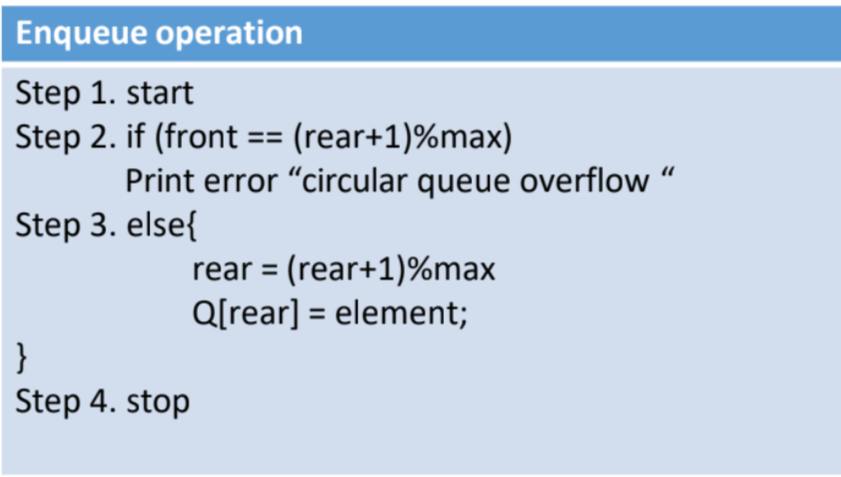 Enqueue operation
Step 1. start
Step 2. if (front == (rear+1)%max)
Print error “circular queue overflow “
Step 3. else{
rear = (rear+1)%max
Q[rear] = element;
}
Step 4. stop